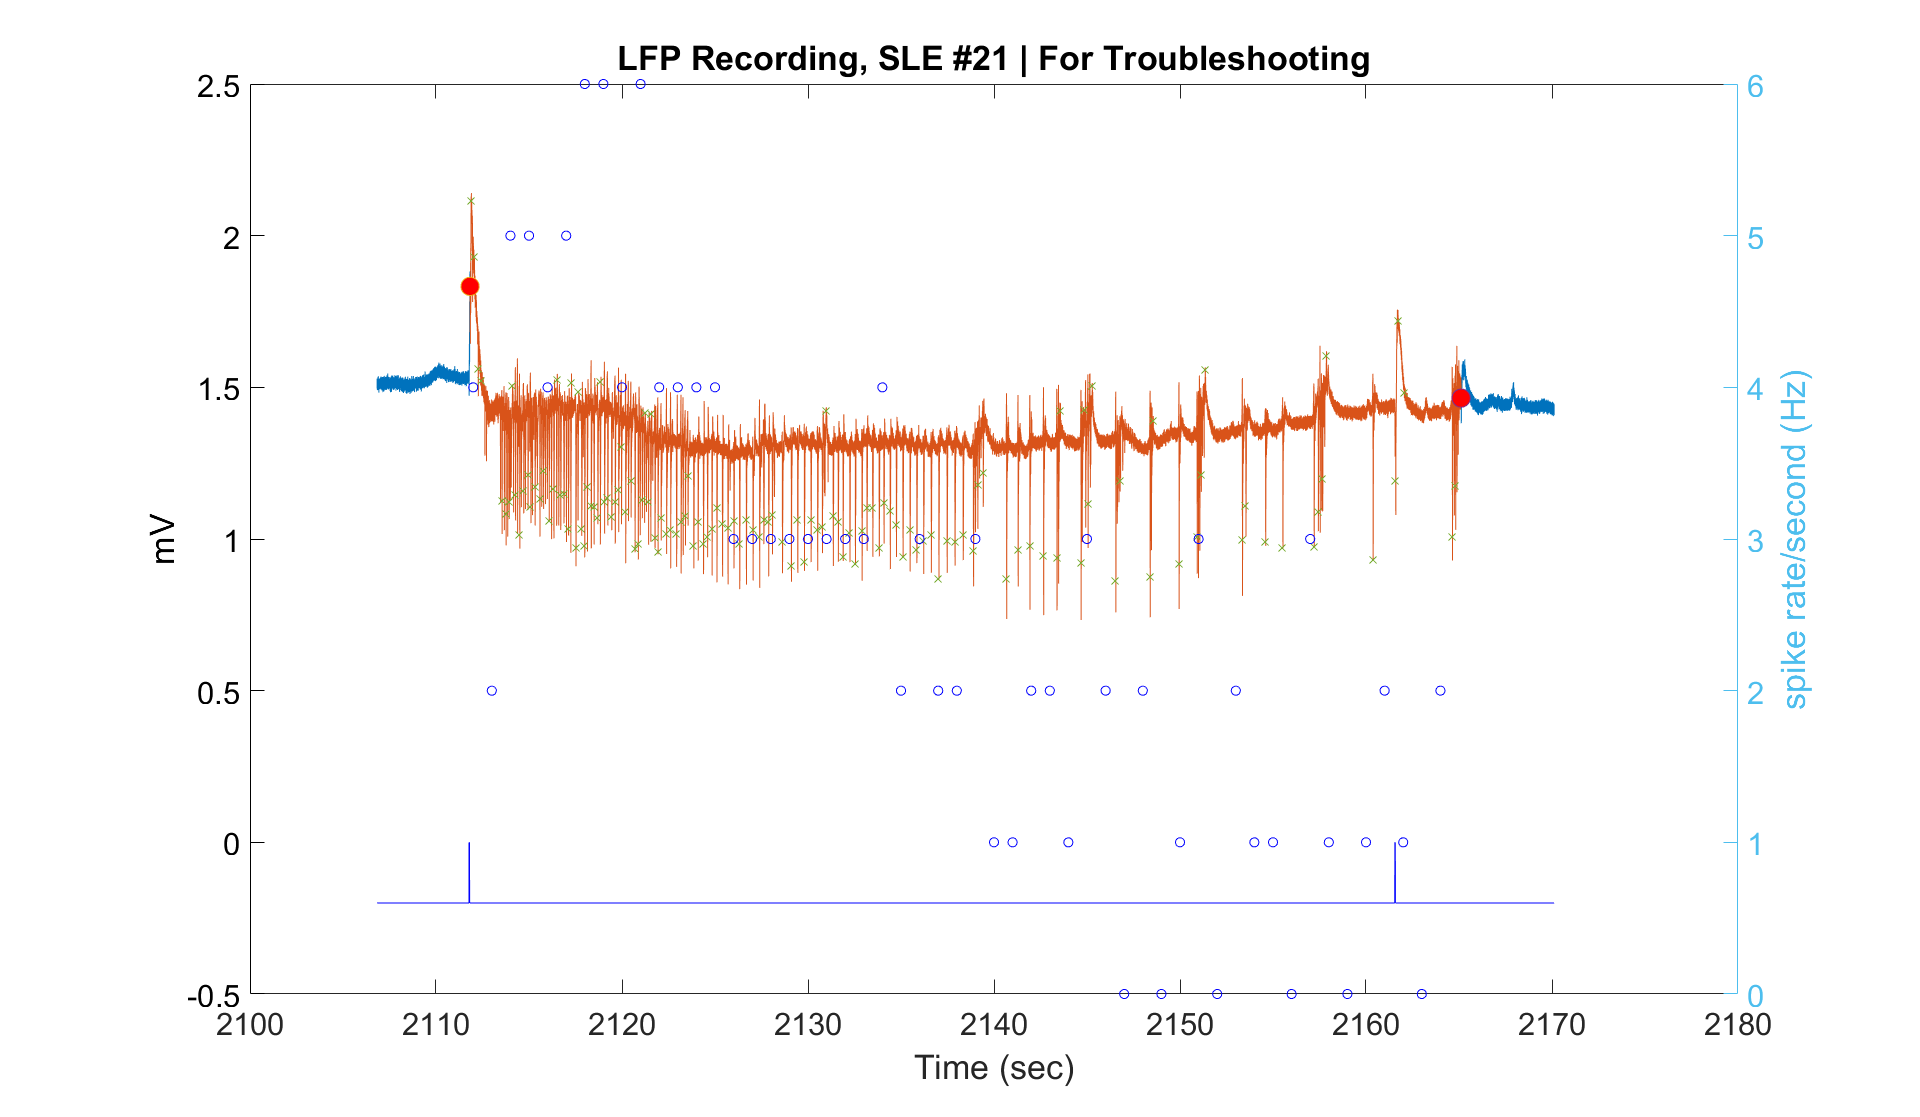 LFP Recording, SLE #21 | For Troubleshooting
2.5
2
1.5
1
0.5
0
-0.5
mV
6
5
4
3
2
1
0
spike rate/second (Hz)
2100 2110 2120 2130 2140 2150 2160 2170 2180
Time (sec)